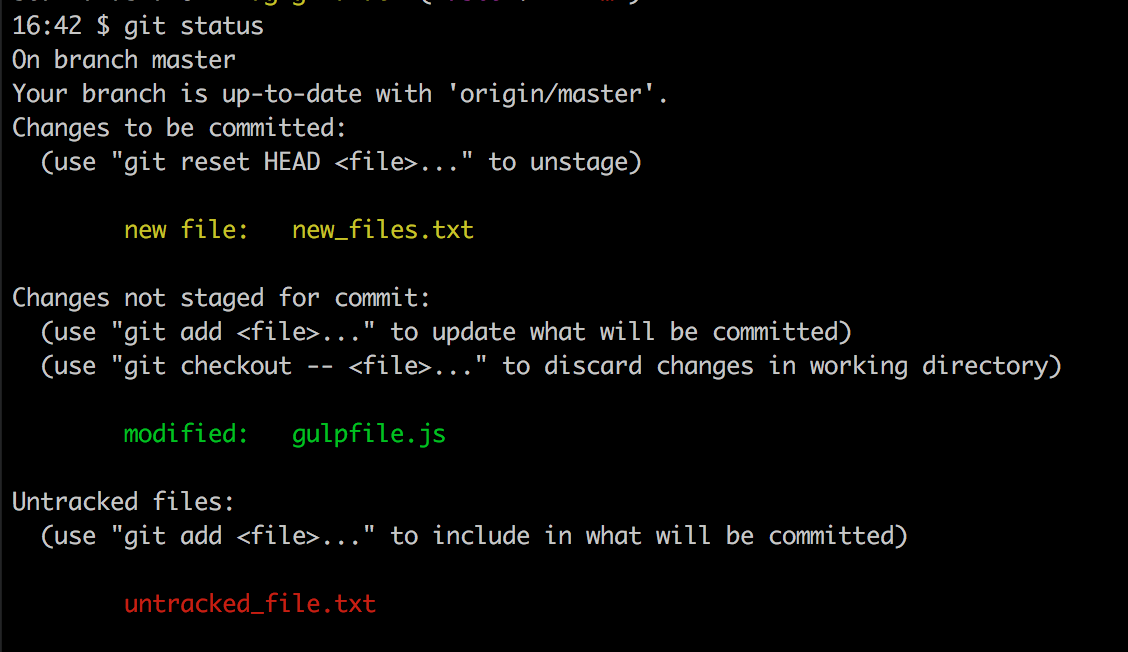 16:42 $ git status
On branch master
Your branch is up-to-date with 'origin/master'.
Changes to be committed:
  (use "git reset HEAD <file>..." to unstage)

        new file:   new_files.txt

Changes not staged for commit:
  (use "git add <file>..." to update what will be committed)
  (use "git checkout -- <file>..." to discard changes in working directory)

        modified:   gulpfile.js

Untracked files:
  (use "git add <file>..." to include in what will be committed)

        untracked_file.txt